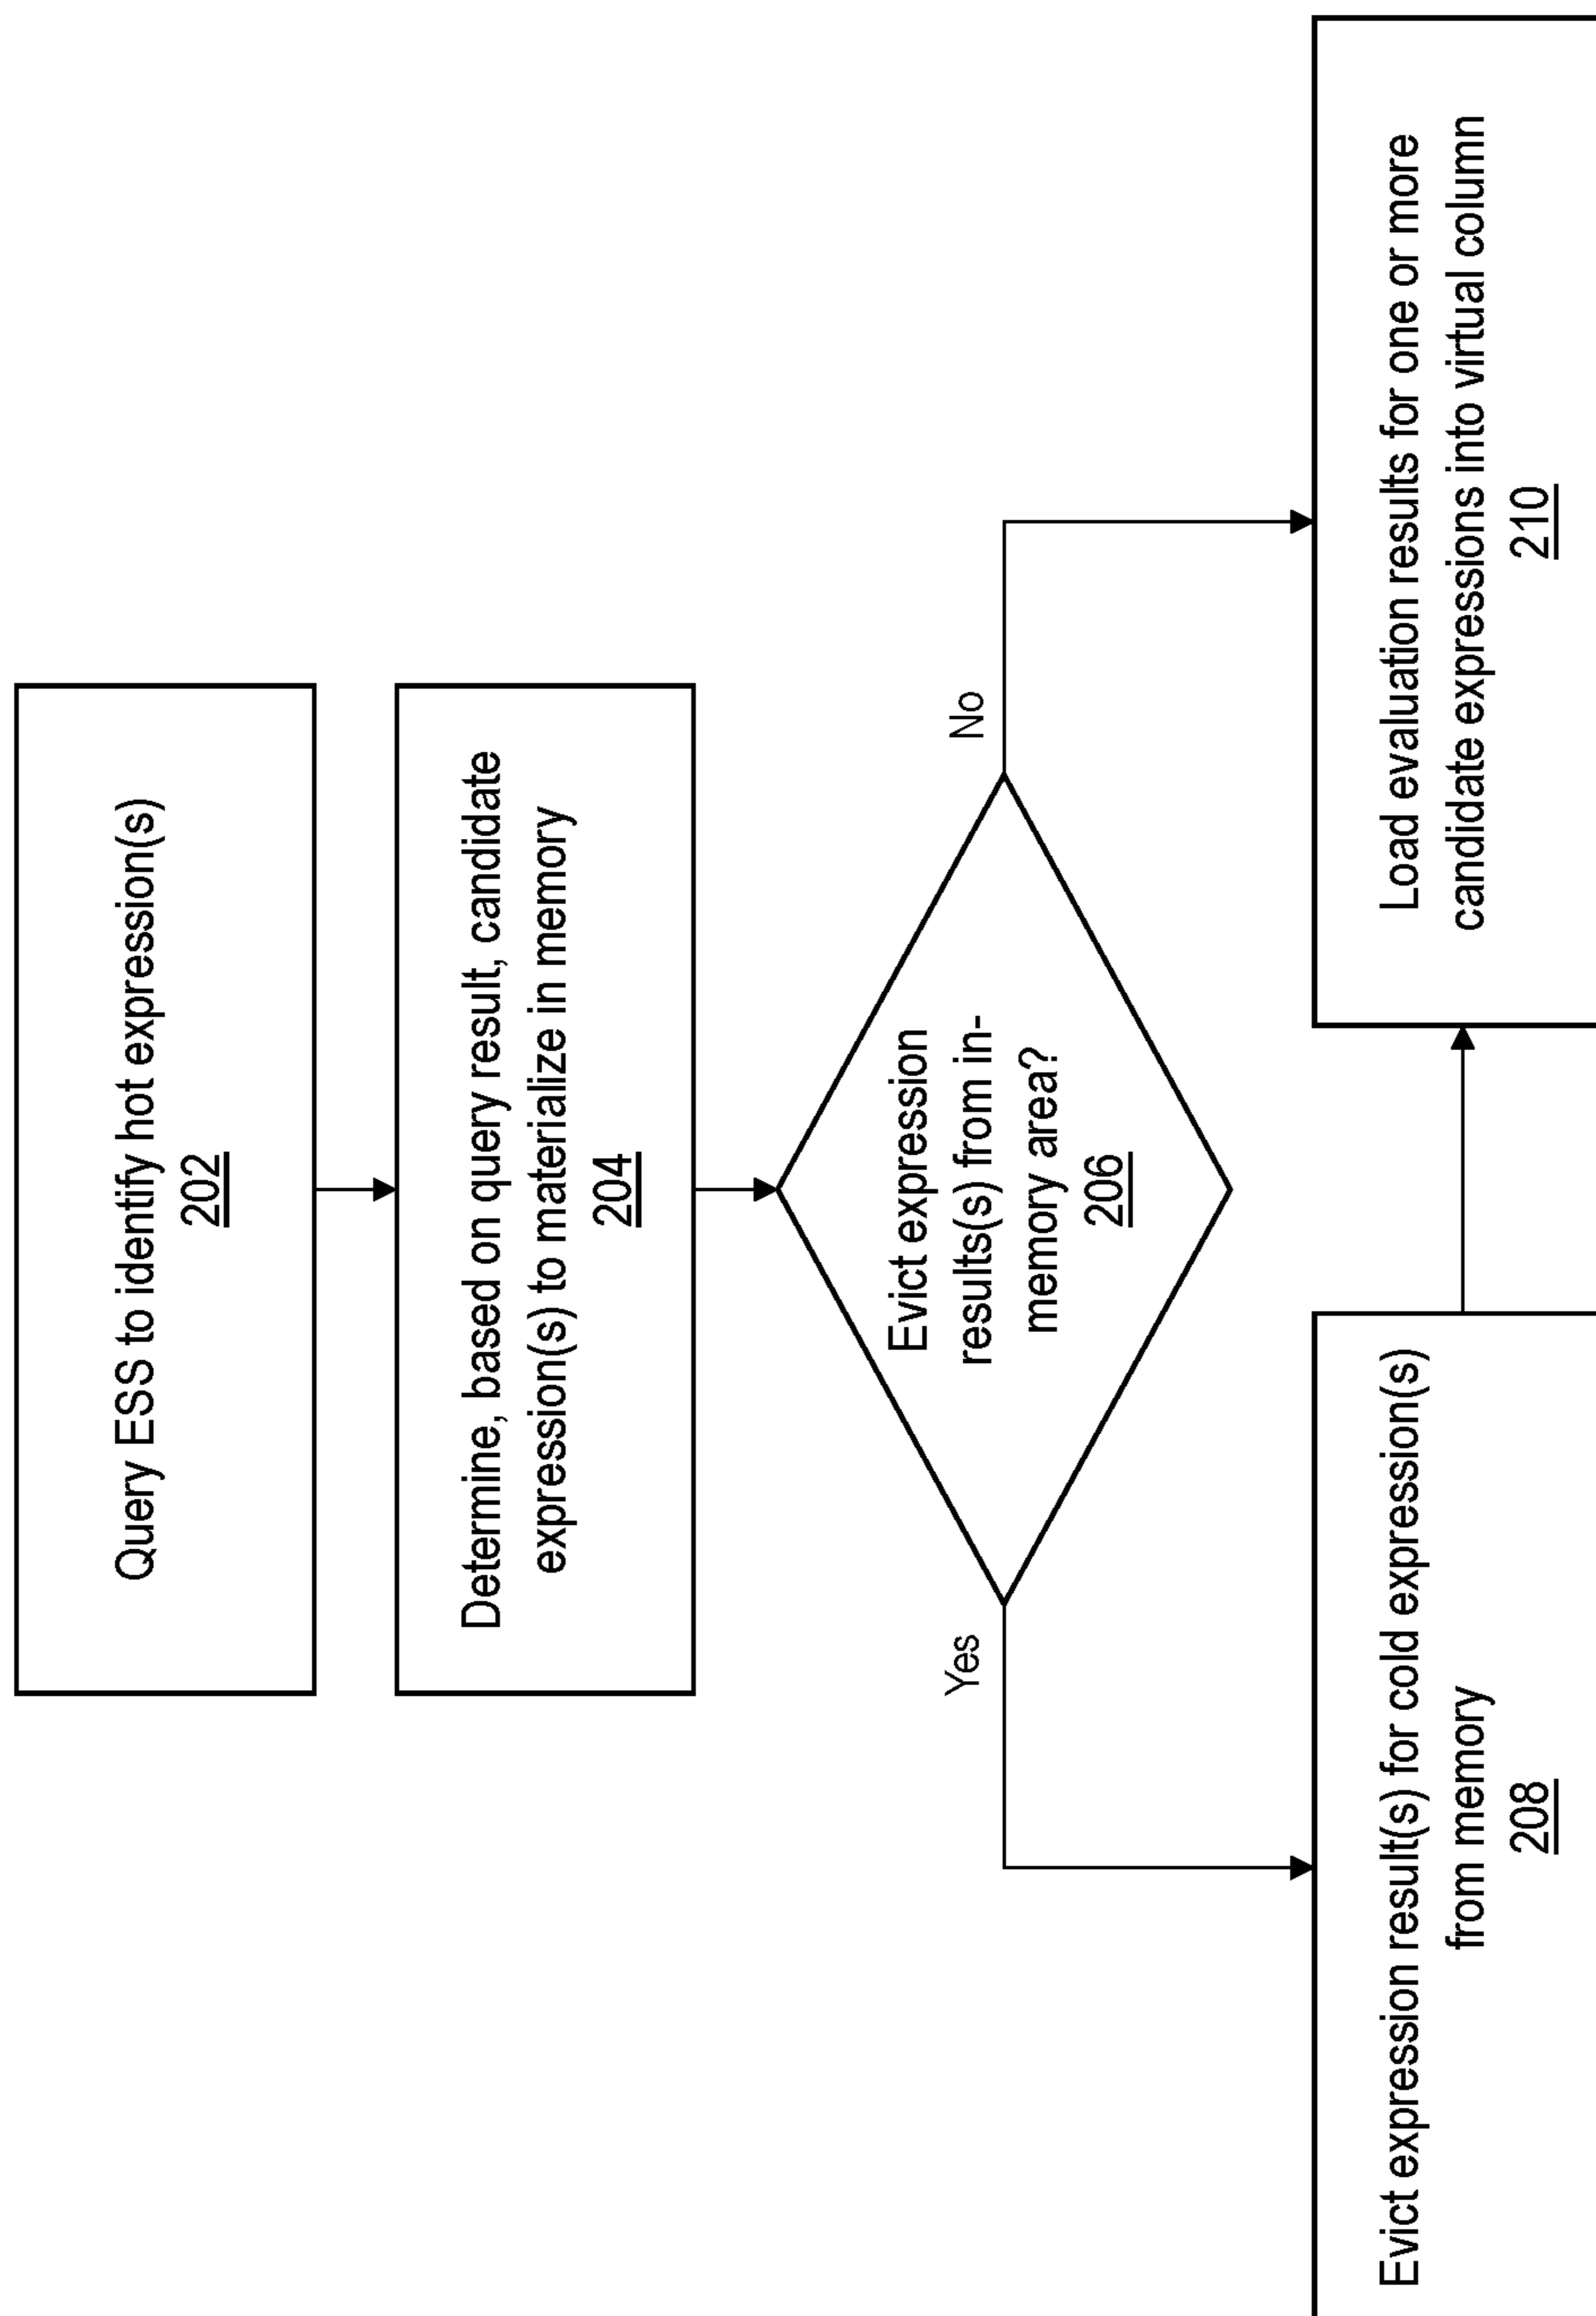 Query ESS to identify hot expression(s)
202
Determine, based on query result, candidate
expression(s) to materialize in memory
204
Evict expression
results(s) from in-
memory area?
206
Yes
No
Evict expression result(s) for cold expression(s)
from memory
208
Load evaluation results for one or more
candidate expressions into virtual column
210